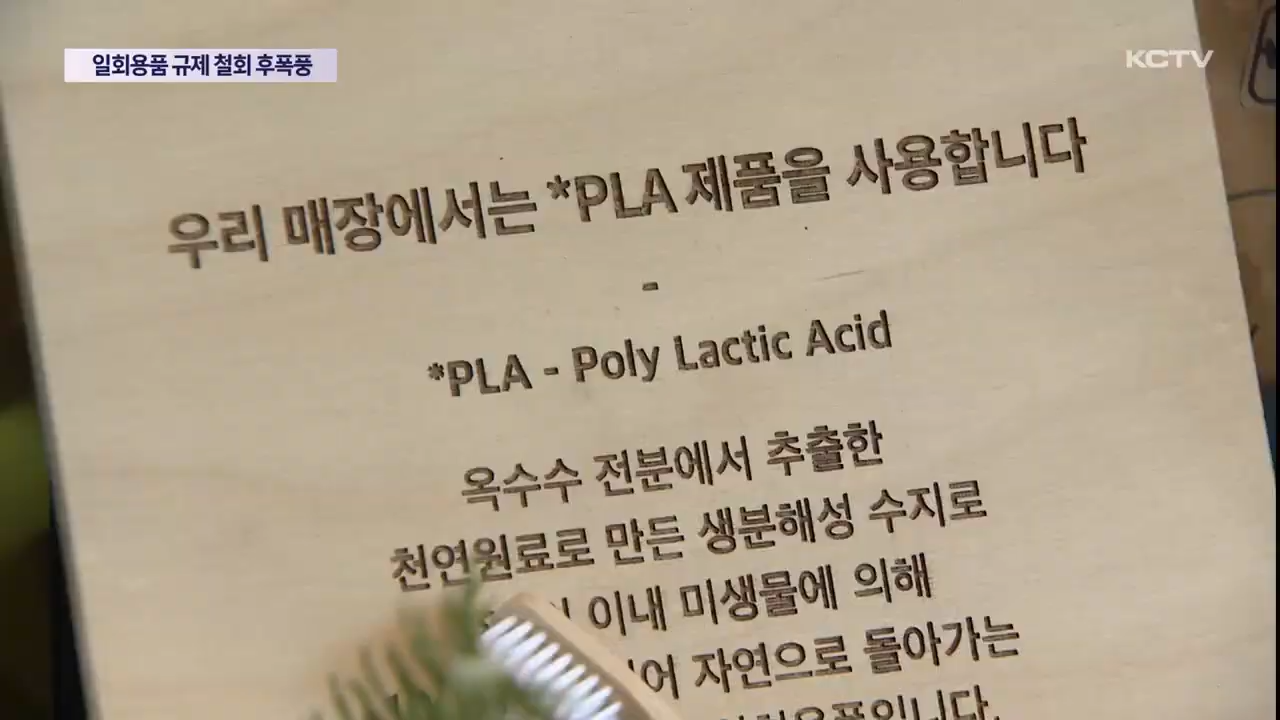 일회용품 규제 철회 후폭풍
KCTV
우리 매장에서는 *PLA 제품을 사용합니다
-
*PLA - Poly Lactic Acid
옥수수 전분에서 추출한
천연원료로 만든 생분해성 수지로
이내 미생물에 의해
자연으로 돌아가는